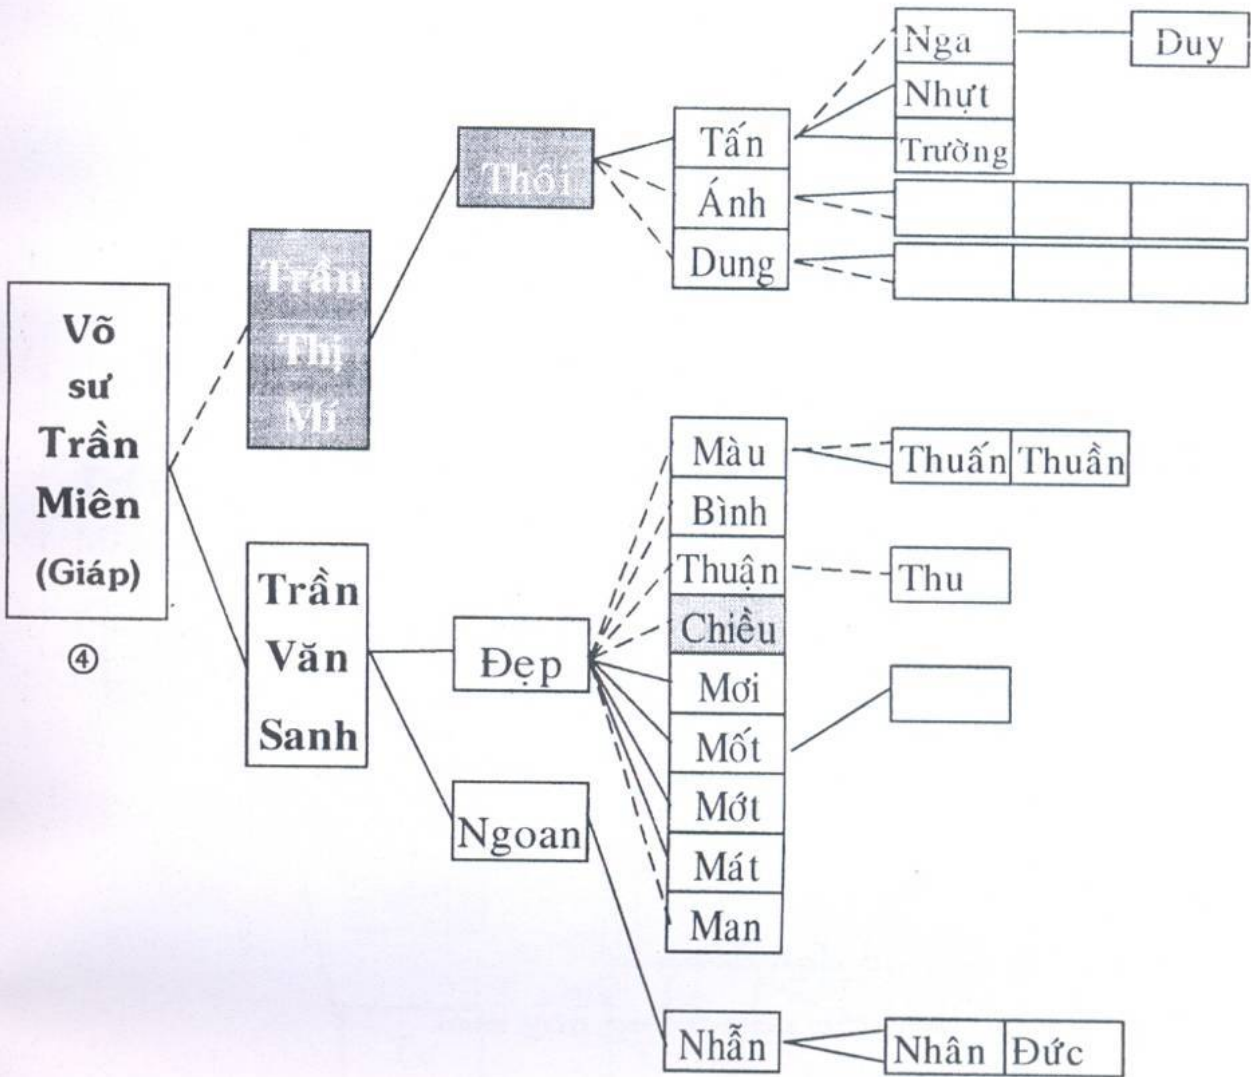 Võ
sư
Trần
Miên
(Giáp)
④
Trần
Thị
Mí
Trần
Văn
Sanh
Thôi
Đẹp
Ngoan
Tấn
Ánh
Dung
Màu
Bình
Thuận
Chiều
Mơi
Mốt
Mớt
Mát
Man
Nhẫn
Nga
Nhựt
Trường
Duy
Thuấn Thuần
Thu
Nhân Đức